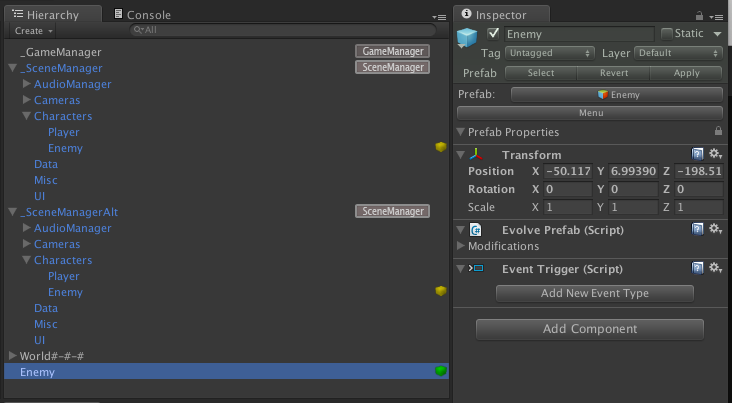 Hierarchy
Console
Create
All
_GameManager
GameManager
_SceneManager
SceneManager
AudioManager
Cameras
Characters
Player
Enemy
Data
Misc
UI
_SceneManagerAlt
SceneManager
AudioManager
Cameras
Characters
Player
Enemy
Data
Misc
UI
World#-#-#
Enemy
Inspector
Enemy
Static
Tag Untagged Layer Default
Prefab Select Revert Apply
Prefab: Enemy
Menu
Prefab Properties
Transform
Position X -50.117 Y 6.99390 Z -198.51
Rotation X 0 Y 0 Z 0
Scale X 1 Y 1 Z 1
C# Evolve Prefab (Script)
Modifications
Event Trigger (Script)
Add New Event Type
Add Component